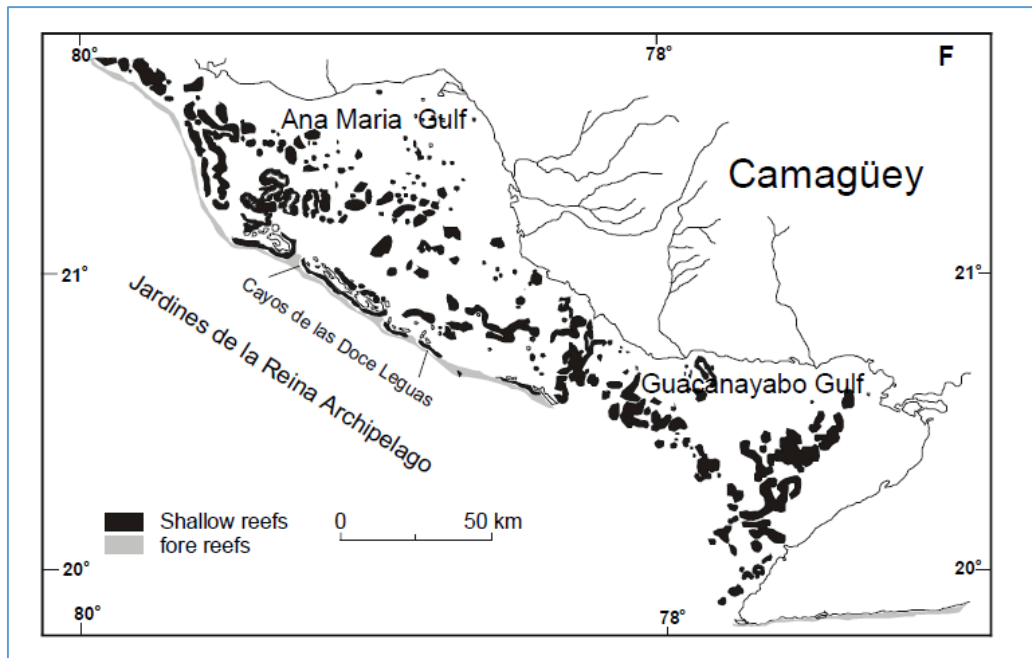 80°
78°
F
Ana Maria Gulf
Camagüey
21°
21°
Cayos de las Doce Leguas
Jardines de la Reina Archipelago
Guacanayabo Gulf
Shallow reefs
0
50 km
fore reefs
20°
20°
80°
78°